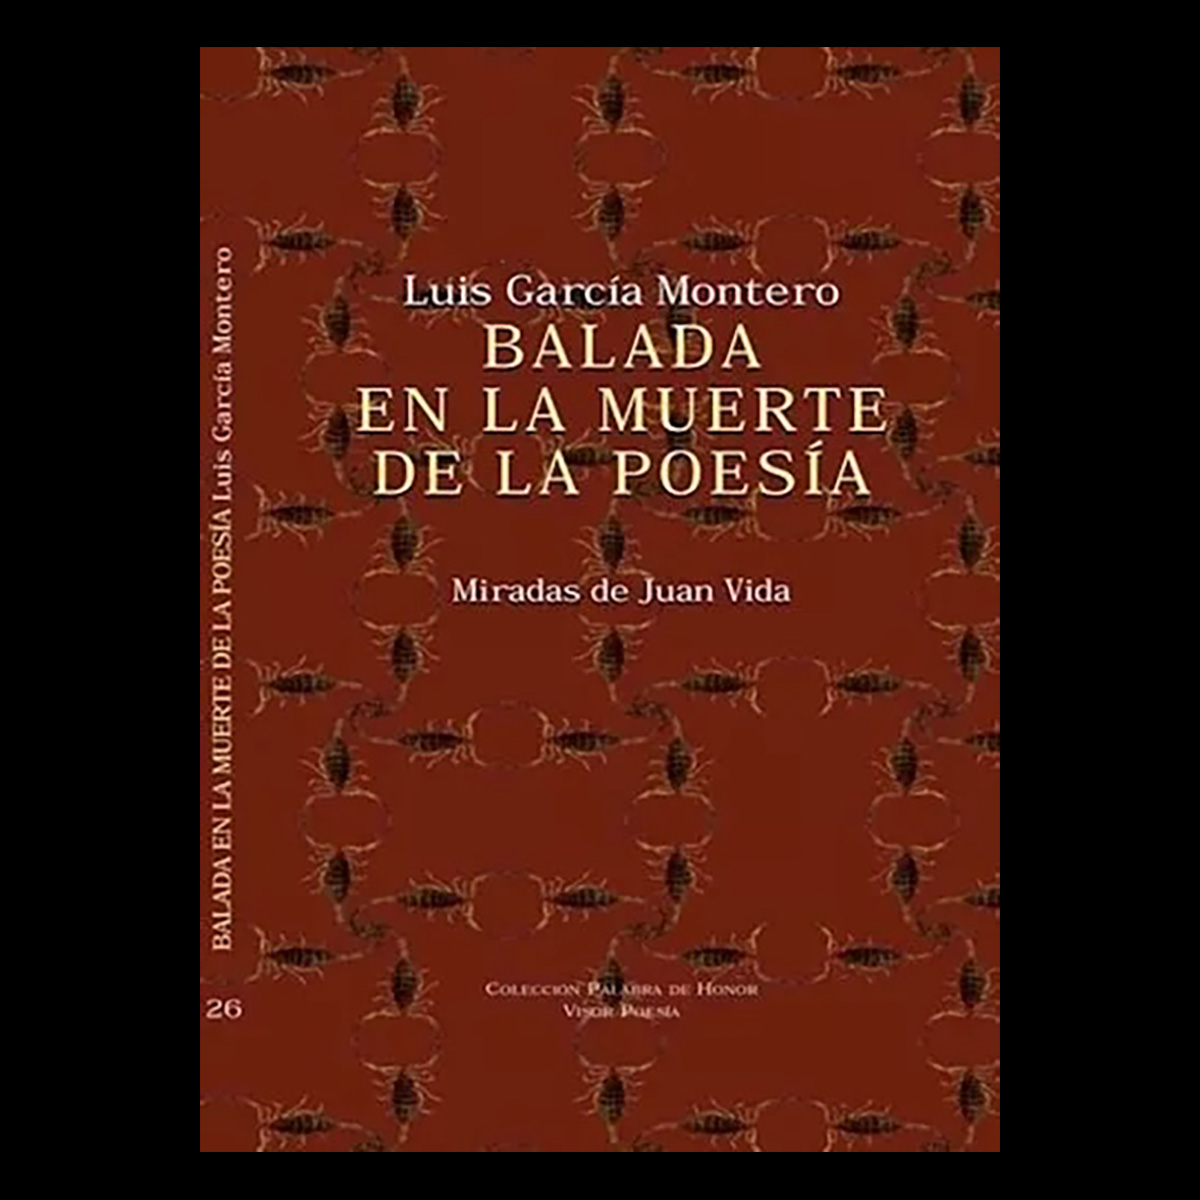 BALADA EN LA MUERTE DE LA POESÍA Luis García Montero
26
Luis García Montero
BALADA
EN LA MUERTE
DE LA POESÍA
Miradas de Juan Vida
COLECCIÓN PALABRA DE HONOR
VISOR POESÍA